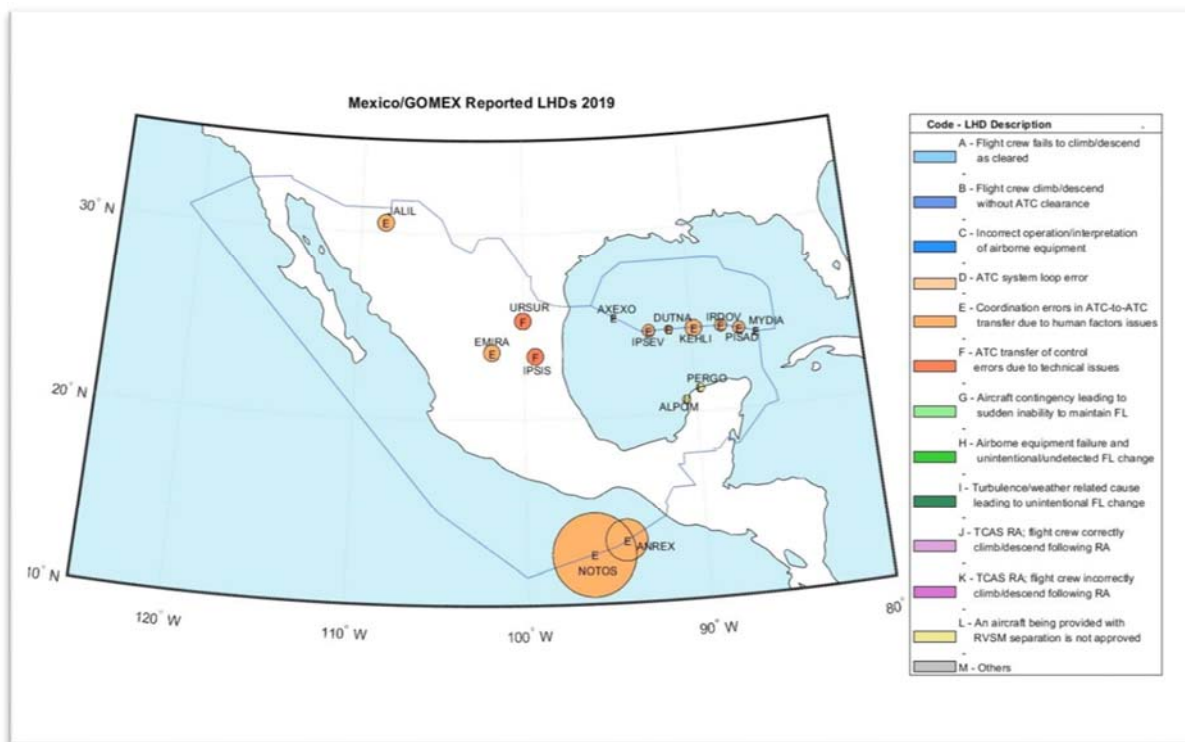 Mexico/GOMEX Reported LHDs 2019
30° N
20° N
10° N
120° W
110° W
100° W
90° W
80°
ALIL
E
URSUR
F
EMIRA
E
F
IPSIS
AXEXO
E
IPSEV
DUTNA
KEHLI
IRDOV
PISAD
MYDIA
PERGO
ALPOM
E
ANREX
E
NOTOS
Code - LHD Description
A - Flight crew fails to climb/descend
as cleared
-
B - Flight crew climb/descend
without ATC clearance
-
C - Incorrect operation/interpretation
of airborne equipment
-
D - ATC system loop error
-
E - Coordination errors in ATC-to-ATC
transfer due to human factors issues
-
F - ATC transfer of control
errors due to technical issues
-
G - Aircraft contingency leading to
sudden inability to maintain FL
-
H - Airborne equipment failure and
unintentional/undetected FL change
-
I - Turbulence/weather related cause
leading to unintentional FL change
-
J - TCAS RA; flight crew correctly
climb/descend following RA
-
K - TCAS RA; flight crew incorrectly
climb/descend following RA
-
L - An aircraft being provided with
RVSM separation is not approved
-
M - Others